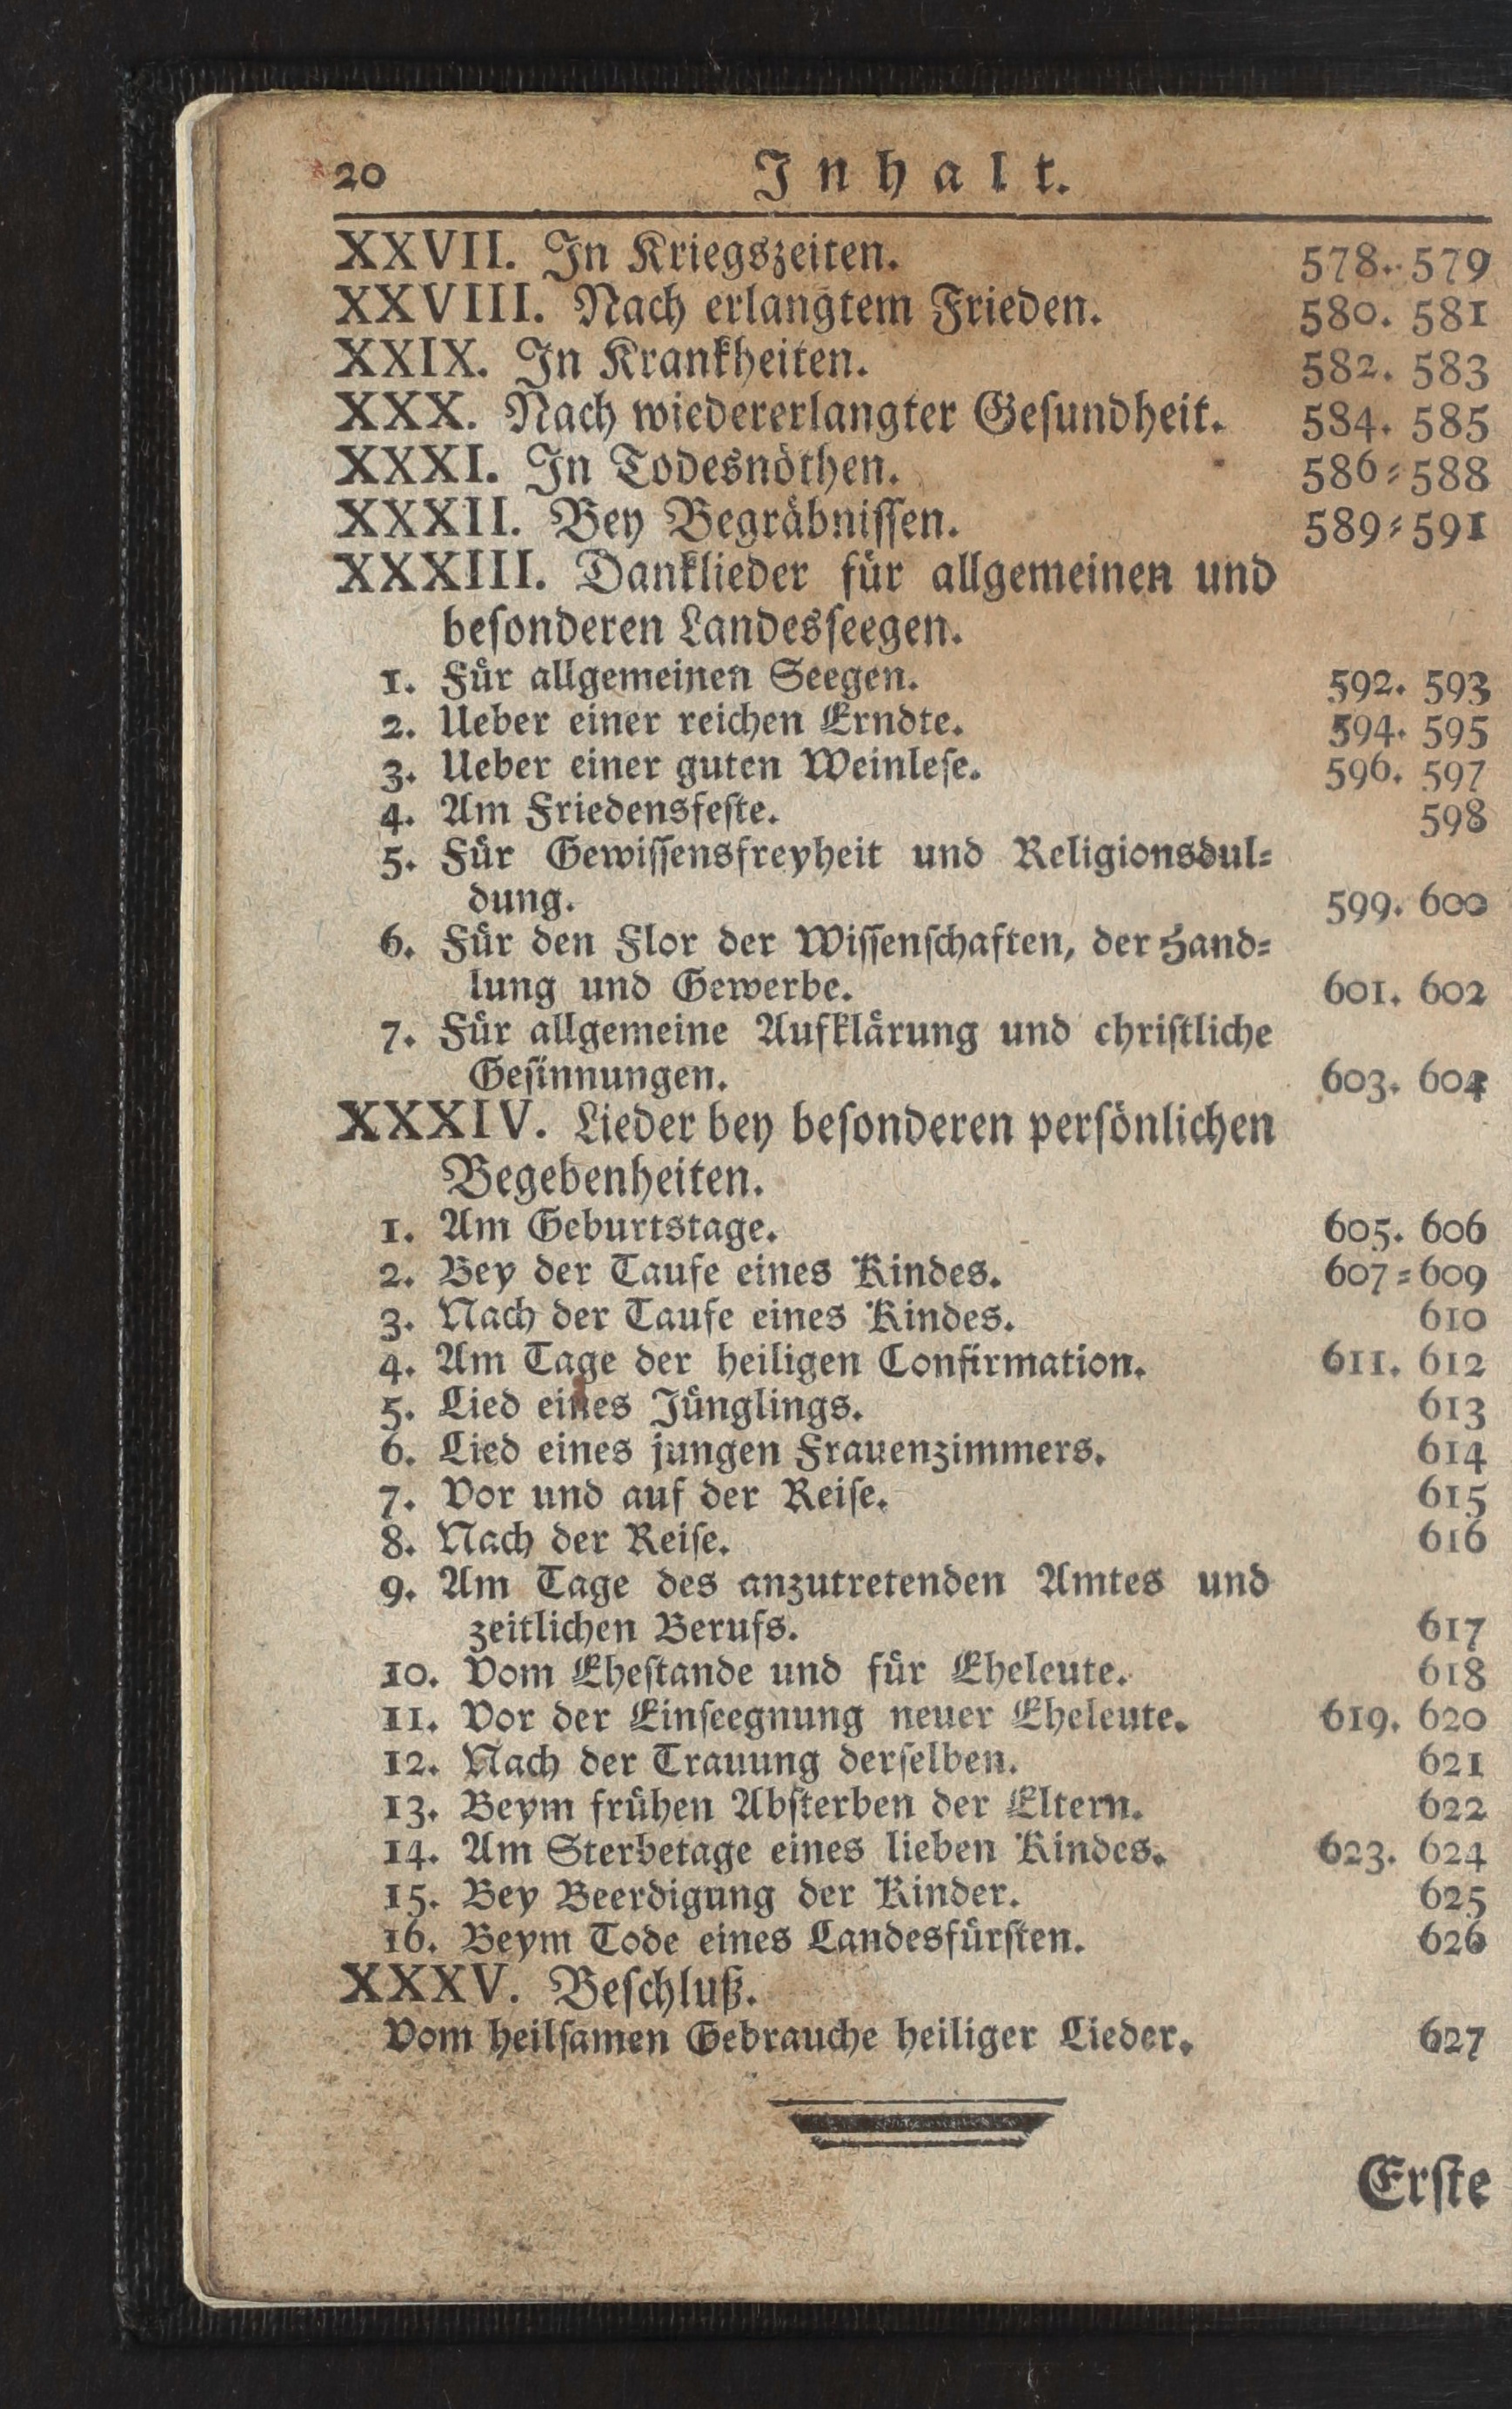 20 Inhalt.
XXVII. In Kriegszeiten. 578. 579
XXVIII. Nach erlangtem Frieden. 580. 581
XXIX. In Krankheiten. 582. 583
XXX. Nach wiedererlangter Geſundheit. 584. 585
XXXI. In Todesnöthen. 586⸗588
XXXII. Bey Begräbniſſen. 589⸗591
XXXIII. Danklieder für allgemeinen und
beſonderen Landesſeegen.
1. Für allgemeinen Seegen. 592. 593
2. Ueber einer reichen Erndte. 594. 595
3. Ueber einer guten Weinleſe. 596. 597
4. Am Friedensfeſte. 598
5. Für Gewiſſensfreyheit und Religionsdul⸗
dung. 599. 600
6. Für den Flor der Wiſſenſchaften, der Hand⸗
lung und Gewerbe. 601. 602
7. Für allgemeine Aufklärung und chriſtliche
Geſinnungen. 603. 604
XXXIV. Lieder bey beſonderen perſönlichen
Begebenheiten.
1. Am Geburtstage. 605. 606
2. Bey der Taufe eines Kindes. 607⸗609
3. Nach der Taufe eines Kindes. 610
4. Am Tage der heiligen Confirmation. 611. 612
5. Lied eines Jünglings. 613
6. Lied eines jungen Frauenzimmers. 614
7. Vor und auf der Reiſe. 615
8. Nach der Reiſe. 616
9. Am Tage des anzutretenden Amtes und
zeitlichen Berufs. 617
10. Vom Eheſtande und für Eheleute. 618
11. Vor der Einſeegnung neuer Eheleute. 619. 620
12. Nach der Trauung derſelben. 621
13. Beym frühen Abſterben der Eltern. 622
14. Am Sterbetage eines lieben Kindes. 623. 624
15. Bey Beerdigung der Kinder. 625
16. Beym Tode eines Landesfürſten. 626
XXXV. Beſchluß.
Vom heilſamen Gebrauche heiliger Lieder. 627
Erſte